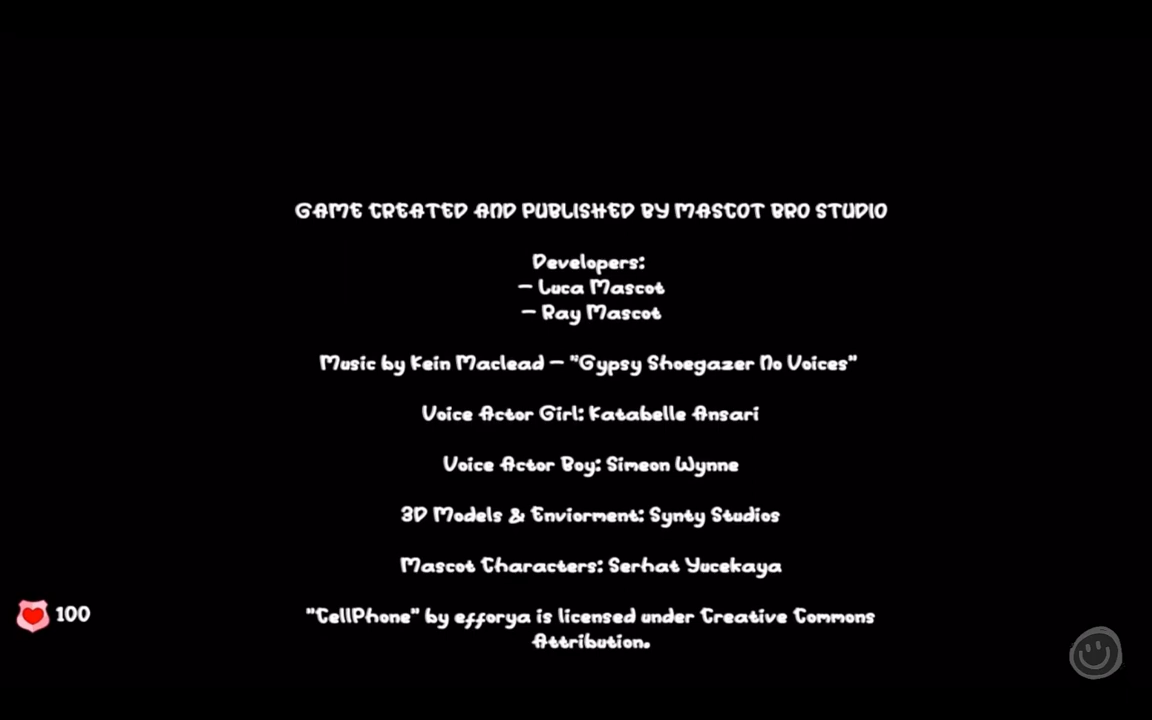 GAME CREATED AND PUBLISHED BY MASCOT BRO STUDIO
Developers:
- Luca Mascot
- Ray Mascot
Music by Kein Maclead - "Gypsy Shoegazer No Voices"
Voice Actor Girl: Katabelle Ansari
Voice Actor Boy: Simeon Wynne
3D Models & Enviorment: Synty Studios
Mascot Characters: Serhat Yucekaya
"CellPhone" by efforya is licensed under Creative Commons
Attribution.
100